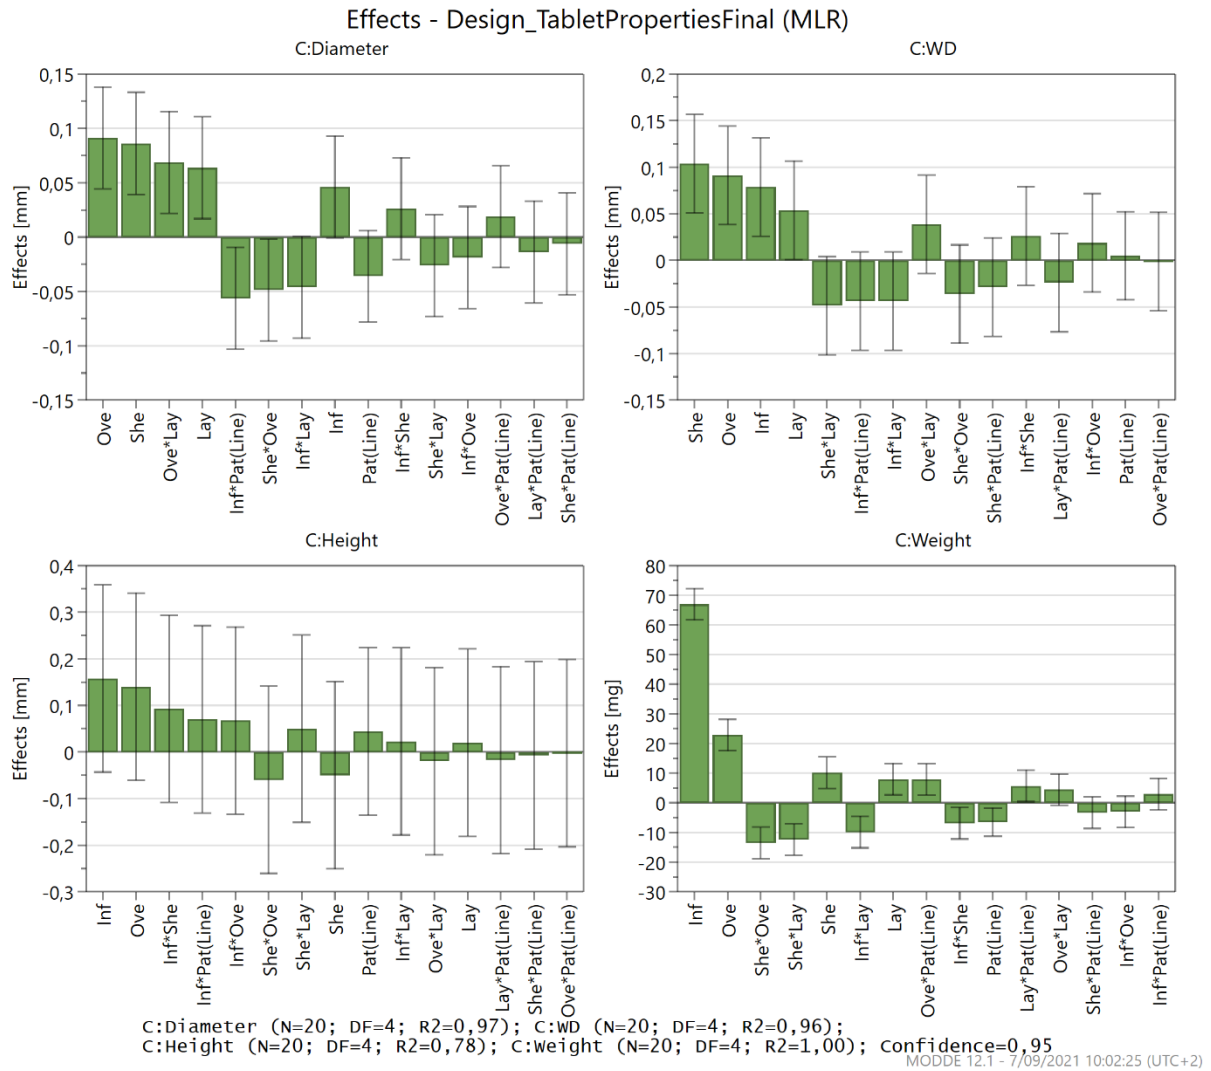 Effects - Design_TabletPropertiesFinal (MLR)
C:Diameter
Effects [mm]
0,15
0,1
0,05
0
-0,05
-0,1
-0,15
Ove
She
Ove*Lay
Lay
Inf*Pat(Line)
She*Ove
Inf*Lay
Inf
Pat(Line)
Inf*She
She*Lay
Inf*Ove
Ove*Pat(Line)
Lay*Pat(Line)
She*Pat(Line)
C:WD
Effects [mm]
0,2
0,15
0,1
0,05
0
-0,05
-0,1
-0,15
She
Ove
Inf
Lay
She*Lay
Inf*Pat(Line)
Inf*Lay
Ove*Lay
She*Ove
She*Pat(Line)
Inf*She
Lay*Pat(Line)
Inf*Ove
Pat(Line)
Ove*Pat(Line)
C:Height
Effects [mm]
0,4
0,3
0,2
0,1
0
-0,1
-0,2
-0,3
Inf
Ove
Inf*She
Inf*Pat(Line)
Inf*Ove
She*Ove
She*Lay
She
Pat(Line)
Inf*Lay
Ove*Lay
Lay
Lay*Pat(Line)
She*Pat(Line)
Ove*Pat(Line)
C:Weight
Effects [mg]
80
70
60
50
40
30
20
10
0
-10
-20
-30
Inf
Ove
She*Ove
She*Lay
She
Inf*Lay
Lay
Ove*Pat(Line)
Inf*She
Pat(Line)
Lay*Pat(Line)
Ove*Lay
She*Pat(Line)
Inf*Ove
Inf*Pat(Line)
C:Diameter (N=20; DF=4; R2=0,97); C:WD (N=20; DF=4; R2=0,96);
C:Height (N=20; DF=4; R2=0,78); C:Weight (N=20; DF=4; R2=1,00); Confidence=0,95
MODDE 12.1 - 7/09/2021 10:02:25 (UTC+2)